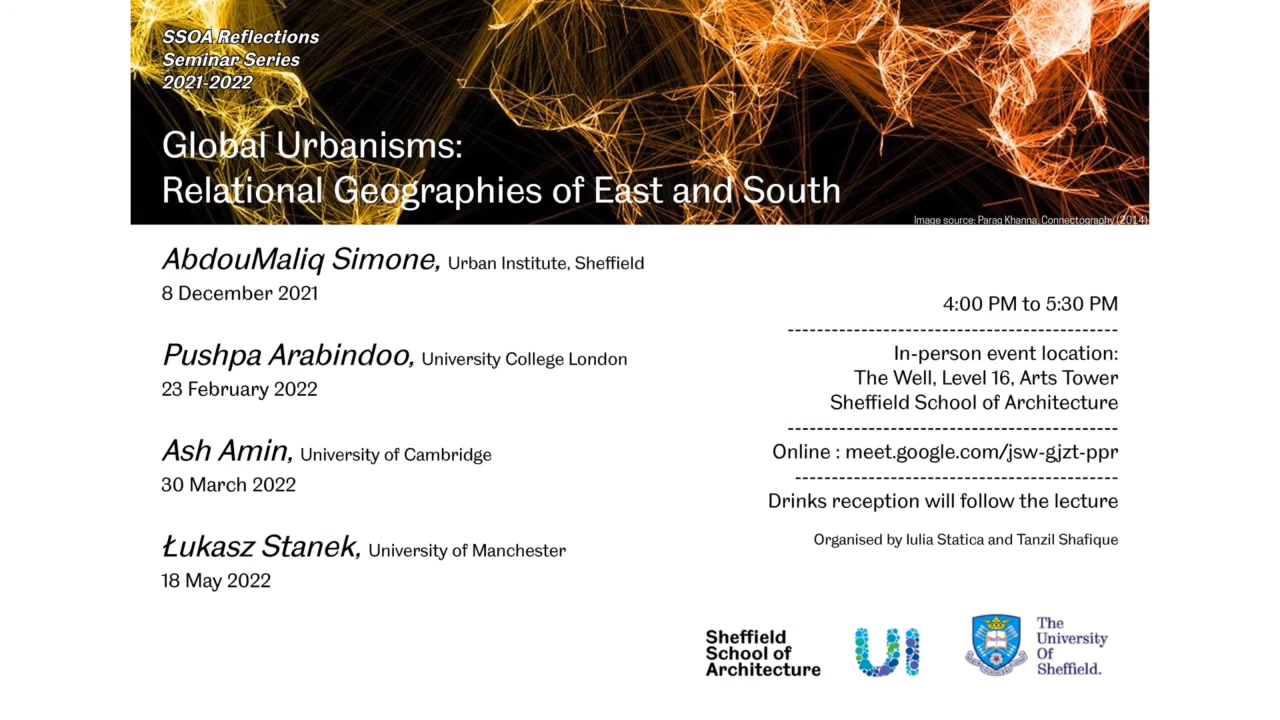 SSOA Reflections
Seminar Series
2021-2022
Global Urbanisms:
Relational Geographies of East and South
Image source: Parag Khanna, Connectography (2014)
AbdouMaliq Simone, Urban Institute, Sheffield
8 December 2021
Pushpa Arabindoo, University College London
23 February 2022
Ash Amin, University of Cambridge
30 March 2022
Łukasz Stanek, University of Manchester
18 May 2022
4:00 PM to 5:30 PM
---------------------------------------------
In-person event location:
The Well, Level 16, Arts Tower
Sheffield School of Architecture
---------------------------------------------
Online : meet.google.com/jsw-gjzt-ppr
--------------------------------------------
Drinks reception will follow the lecture
Organised by Iulia Statica and Tanzil Shafique
Sheffield
School of
Architecture
UI
The
University
Of
Sheffield.